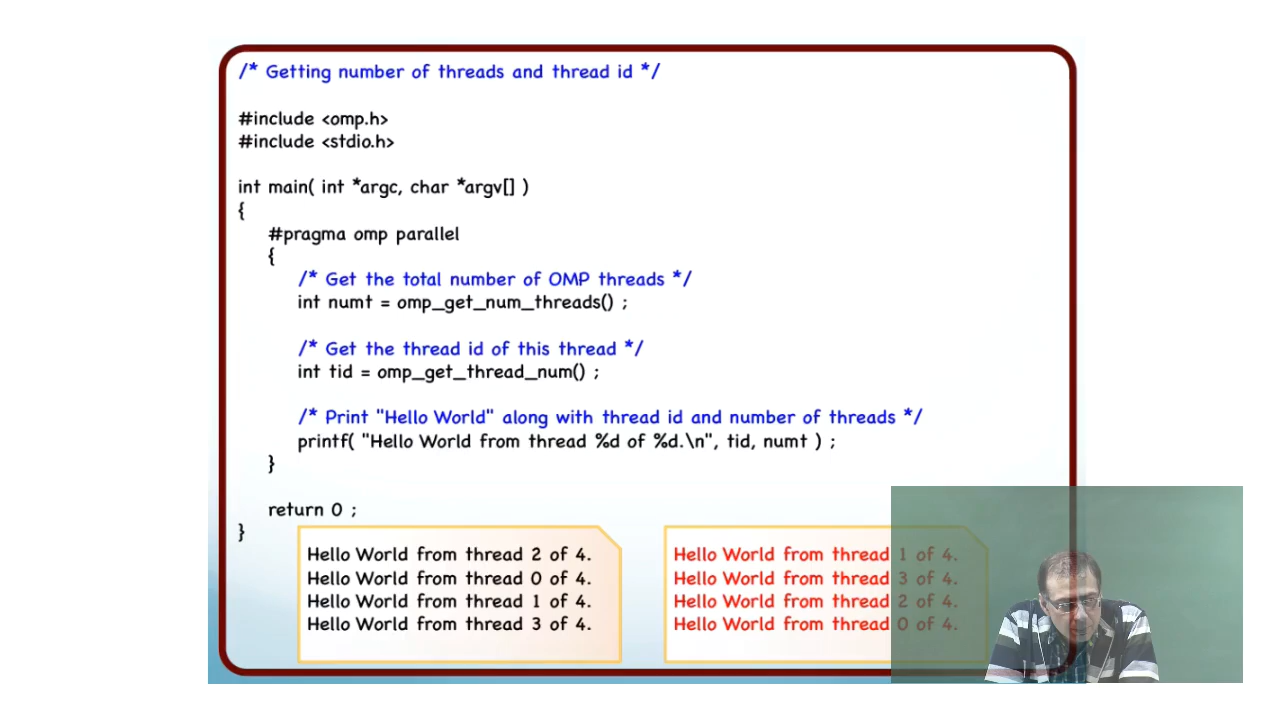 /* Getting number of threads and thread id */
#include <omp.h>
#include <stdio.h>
int main( int *argc, char *argv[] )
{
#pragma omp parallel
{
/* Get the total number of OMP threads */
int numt = omp_get_num_threads() ;
/* Get the thread id of this thread */
int tid = omp_get_thread_num() ;
/* Print "Hello World" along with thread id and number of threads */
printf( "Hello World from thread %d of %d.\n", tid, numt ) ;
}
return 0 ;
}
Hello World from thread 2 of 4.
Hello World from thread 0 of 4.
Hello World from thread 1 of 4.
Hello World from thread 3 of 4.
Hello World from thread 1 of 4.
Hello World from thread 3 of 4.
Hello World from thread 2 of 4.
Hello World from thread 0 of 4.